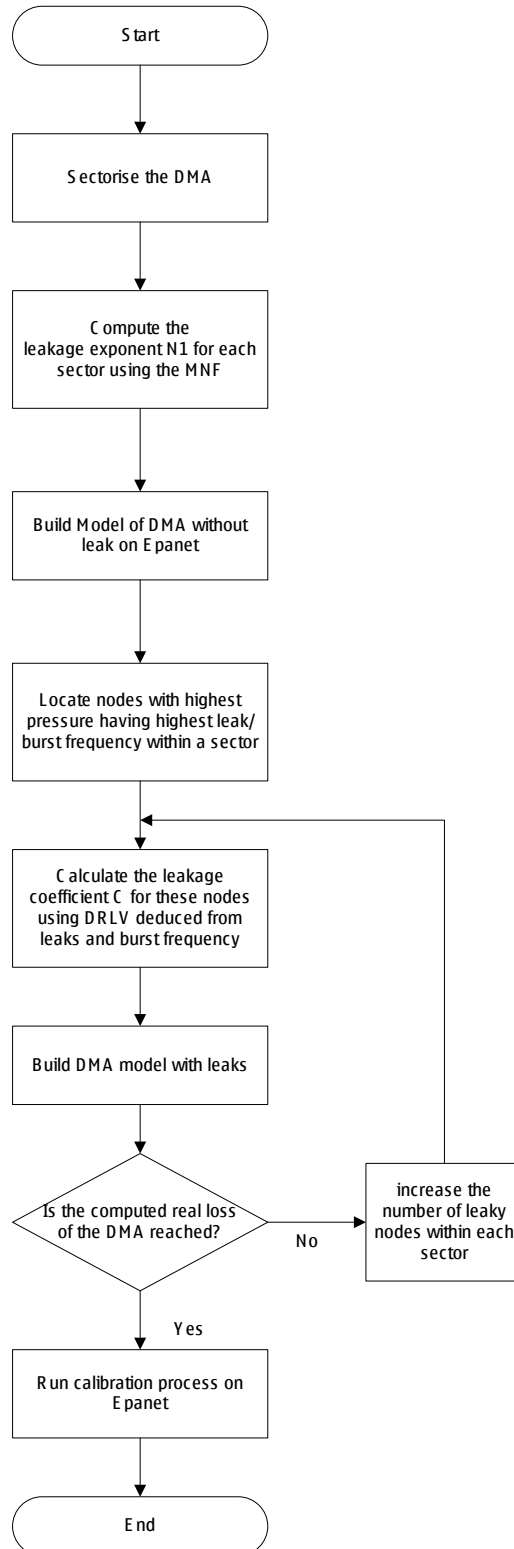 Start
Sectorise the DMA
Compute the
leakage exponent N1 for each
sector using the MNF
Build Model of DMA without
leak on Epanet
Locate nodes with highest
pressure having highest leak/
burst frequency within a sector
Calculate the leakage
coefficient C for these nodes
using DRLV deduced from
leaks and burst frequency
Build DMA model with leaks
Is the computed real loss
of the DMA reached?
No
increase the
number of leaky
nodes within each
sector
Yes
Run calibration process on
Epanet
End